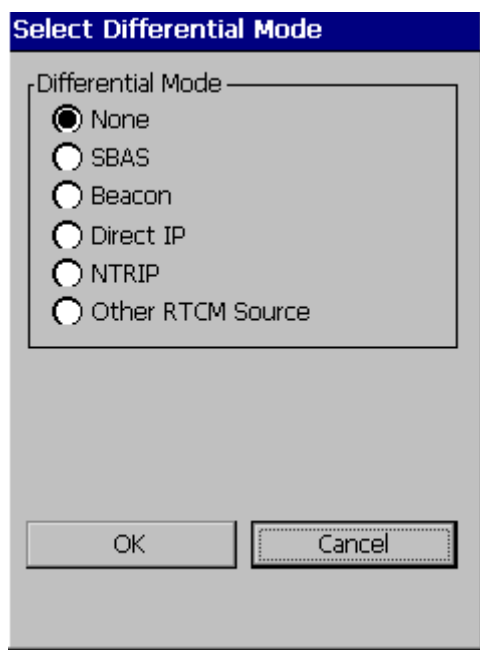 Select Differential Mode
Differential Mode
None
SBAS
Beacon
Direct IP
NTRIP
Other RTCM Source
OK Cancel